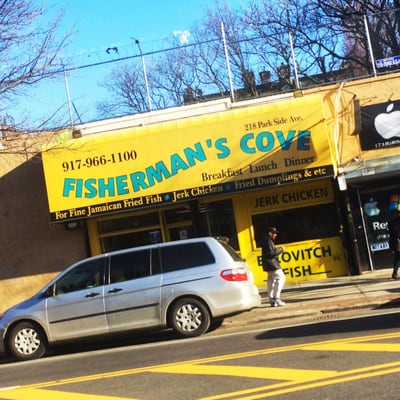 218 Park Side Ave.
917-966-1100
FISHERMAN'S COVE
Breakfast Lunch Dinner
For Fine Jamaican Fried Fish • Jerk Chicken • Fried Dumplings & etc
JERK CHICKEN
FISH